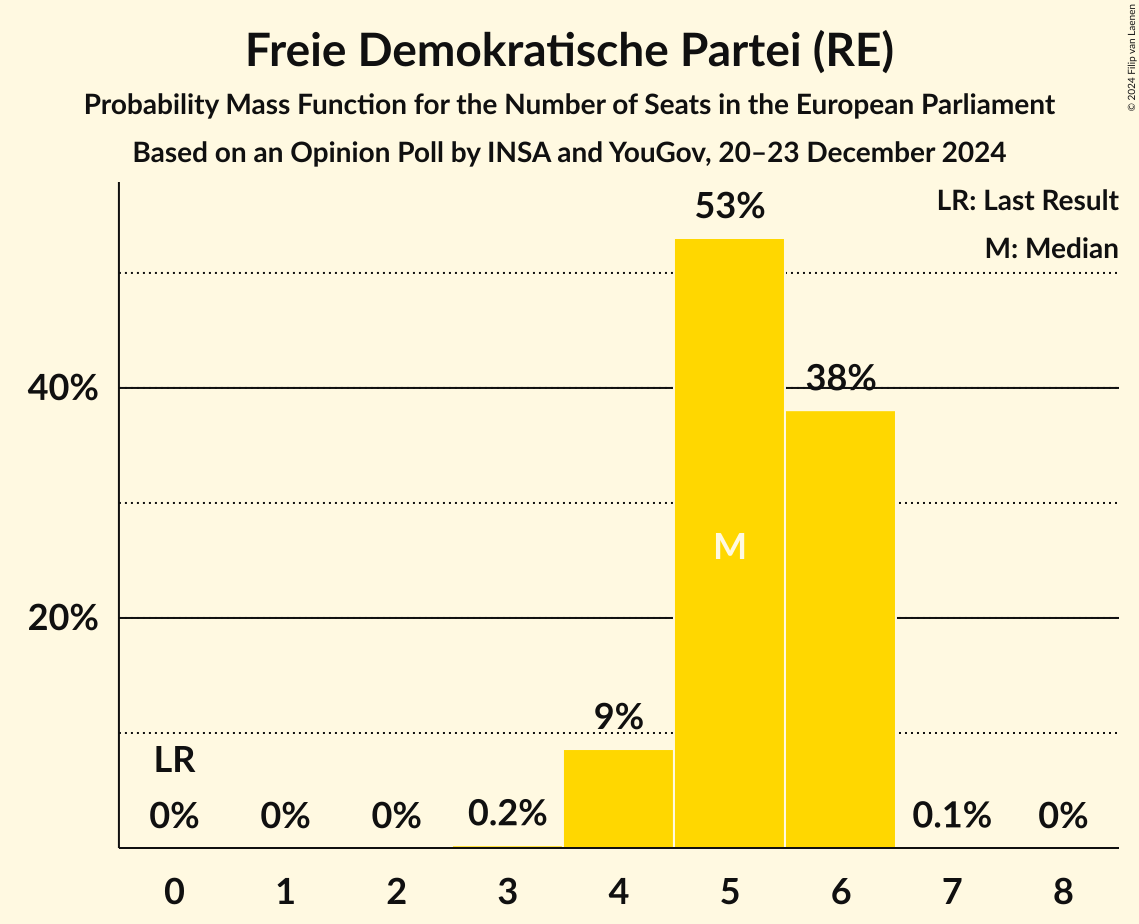 Freie Demokratische Partei (RE)
Probability Mass Function for the Number of Seats in the European Parliament
Based on an Opinion Poll by INSA and YouGov, 20–23 December 2024
© 2024 Filip van Laenen
LR: Last Result
M: Median
53%
40%
38%
M
20%
9%
LR
0%
0%
0%
0.2%
0.1%
0%
0
1
2
3
4
5
6
7
8